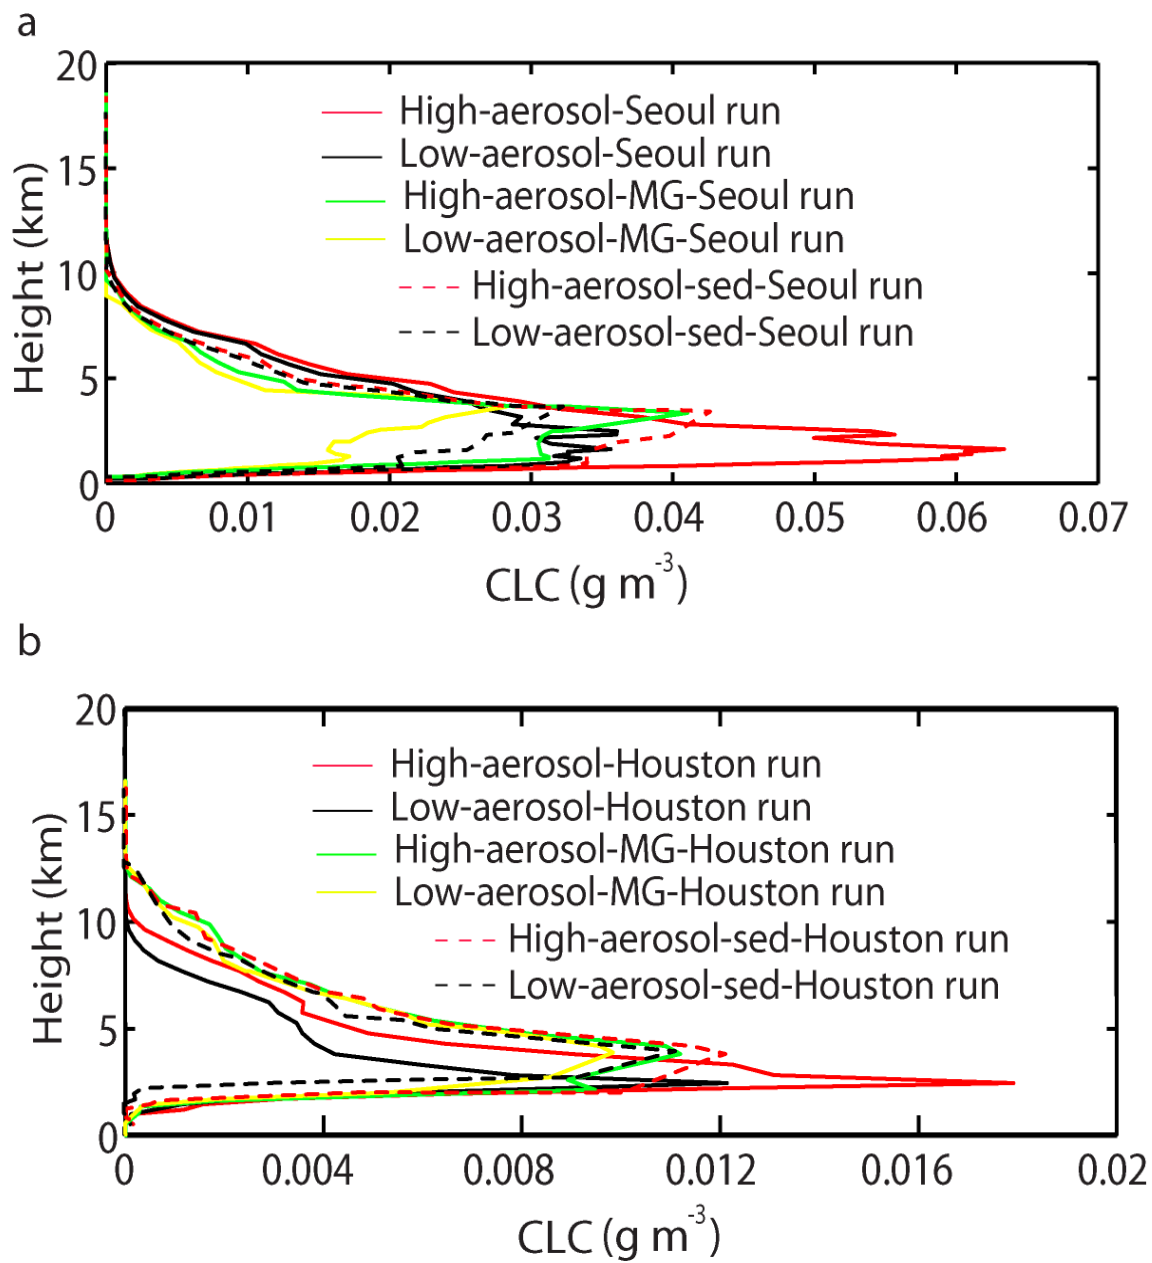 a
20
15
10
5
0
Height (km)
High-aerosol-Seoul run
Low-aerosol-Seoul run
High-aerosol-MG-Seoul run
Low-aerosol-MG-Seoul run
High-aerosol-sed-Seoul run
Low-aerosol-sed-Seoul run
0 0.01 0.02 0.03 0.04 0.05 0.06 0.07
CLC (g m-3)
b
20
15
10
5
0
Height (km)
High-aerosol-Houston run
Low-aerosol-Houston run
High-aerosol-MG-Houston run
Low-aerosol-MG-Houston run
High-aerosol-sed-Houston run
Low-aerosol-sed-Houston run
0 0.004 0.008 0.012 0.016 0.02
CLC (g m-3)